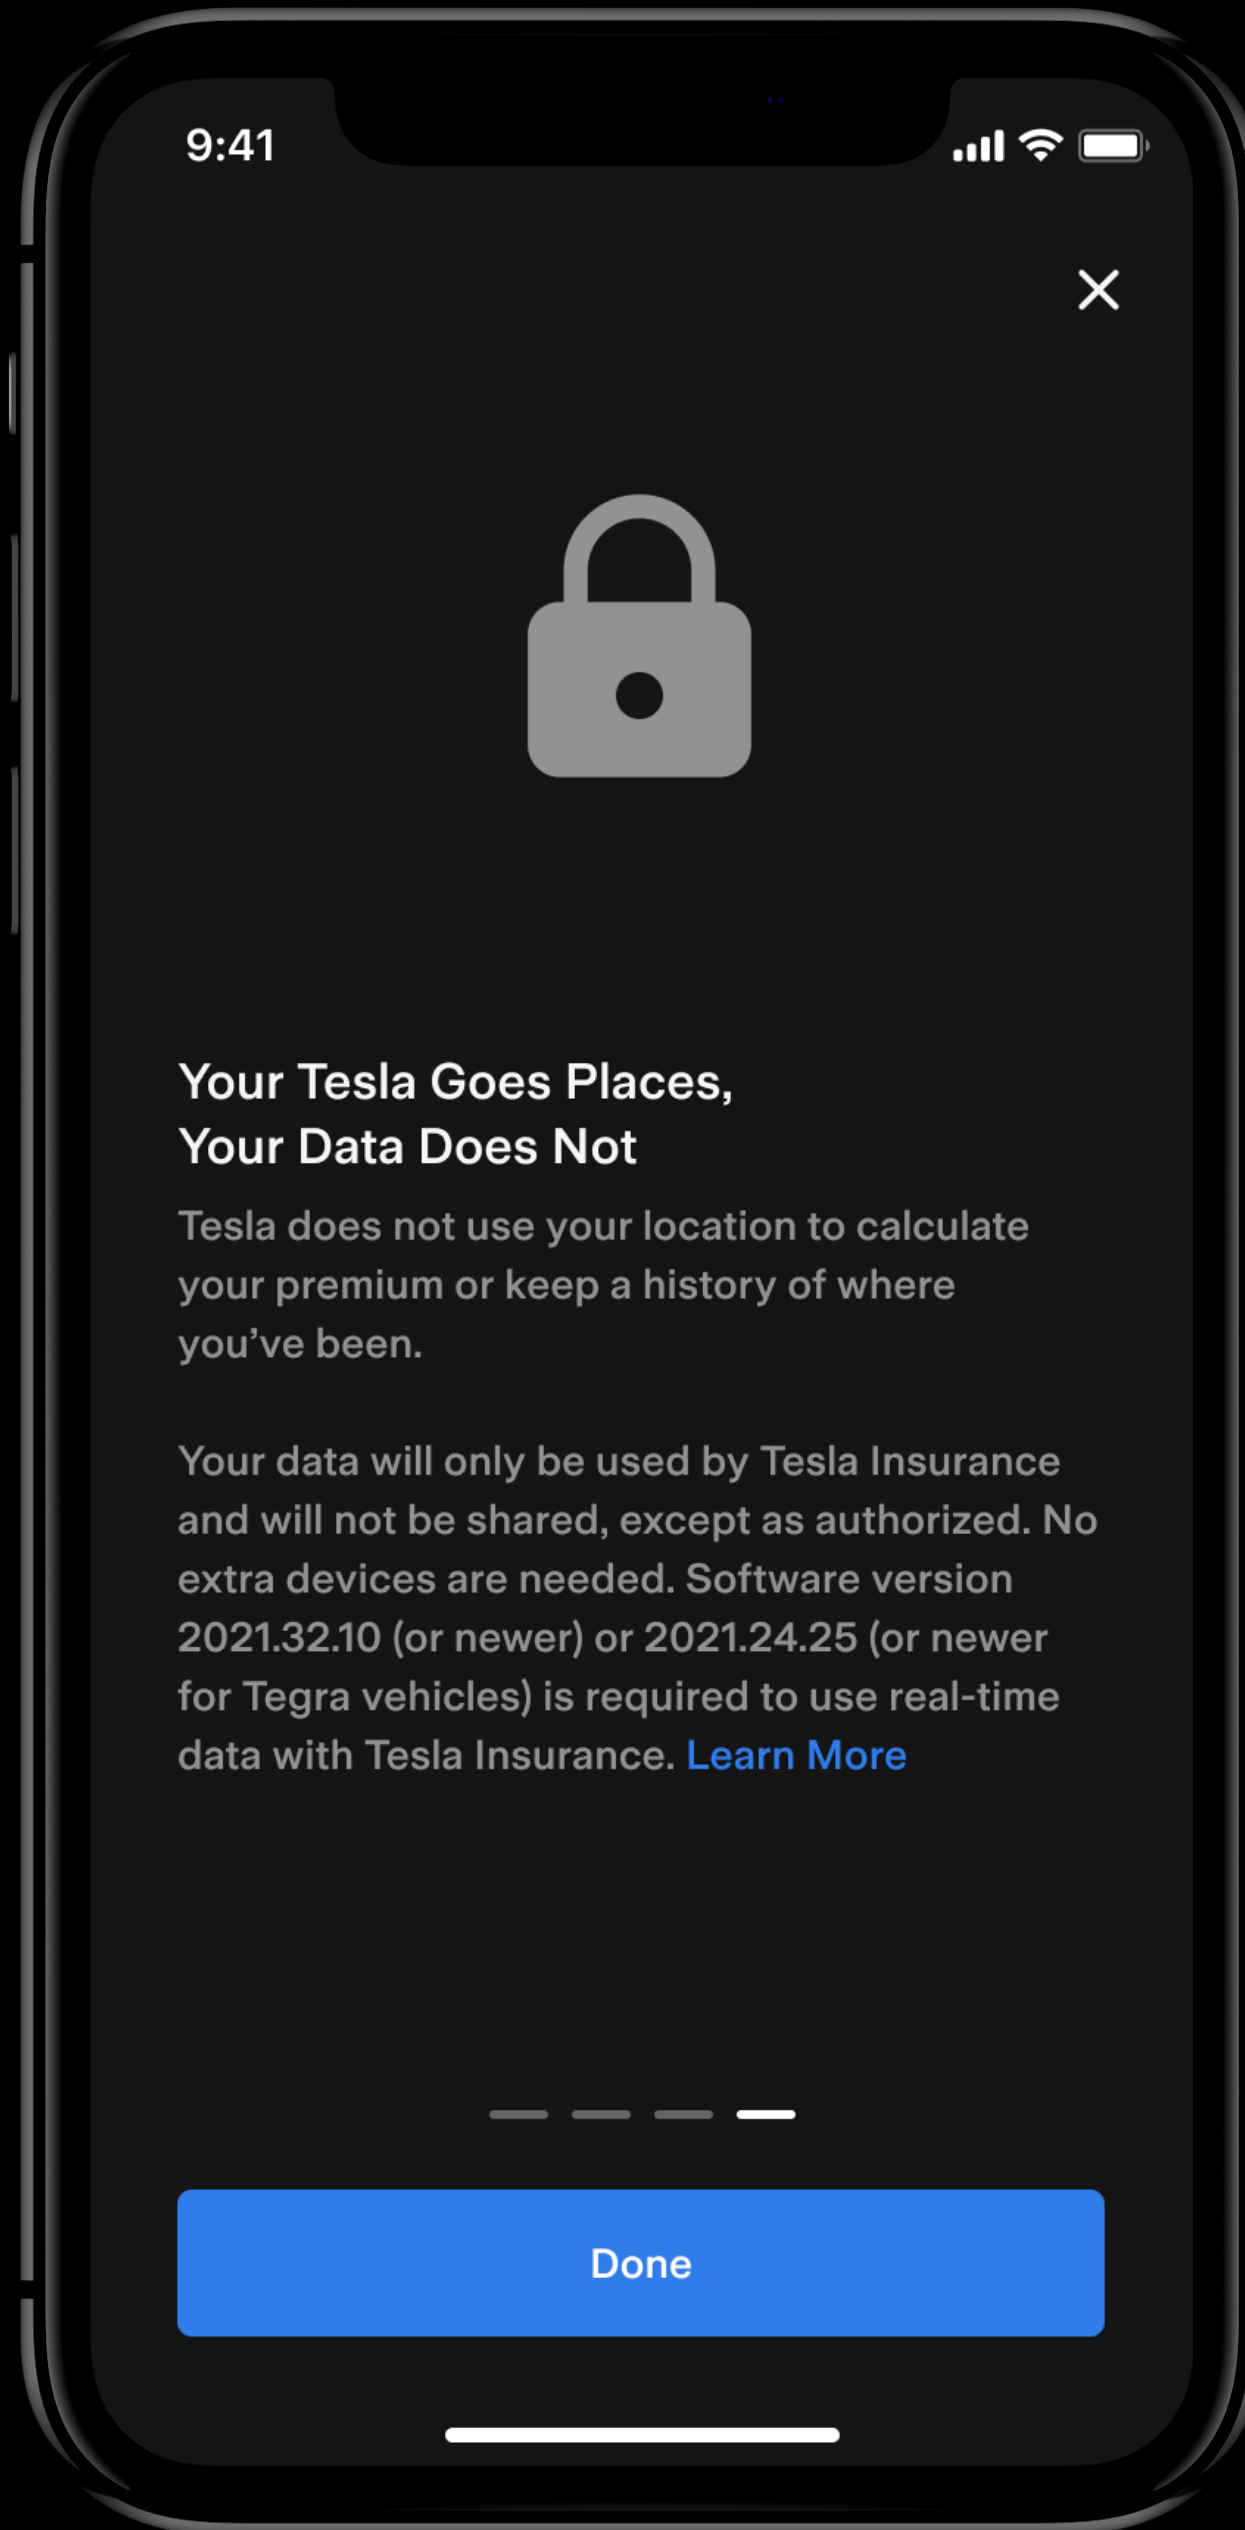 9:41
Your Tesla Goes Places,
Your Data Does Not
Tesla does not use your location to calculate
your premium or keep a history of where
you’ve been.
Your data will only be used by Tesla Insurance
and will not be shared, except as authorized. No
extra devices are needed. Software version
2021.32.10 (or newer) or 2021.24.25 (or newer
for Tegra vehicles) is required to use real-time
data with Tesla Insurance. Learn More
Done